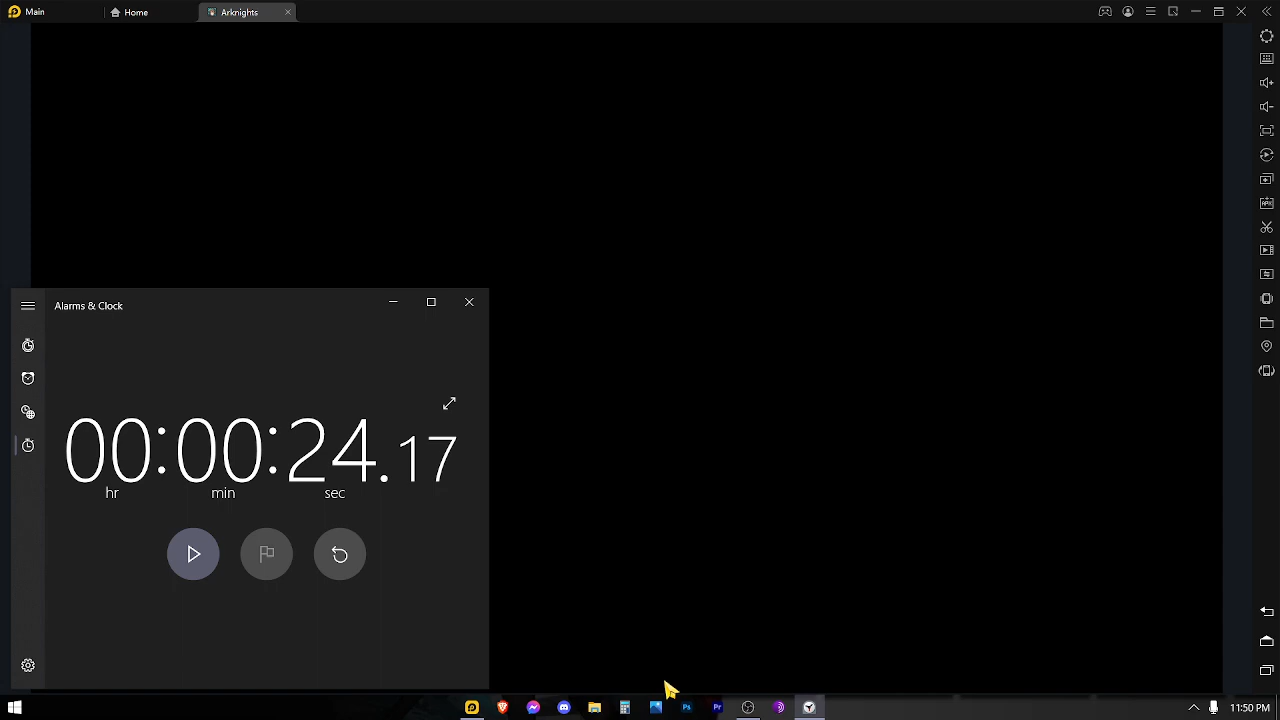 Main
Home
Arknights
Alarms & Clock
00:00:24.17
hr min sec
11:50 PM